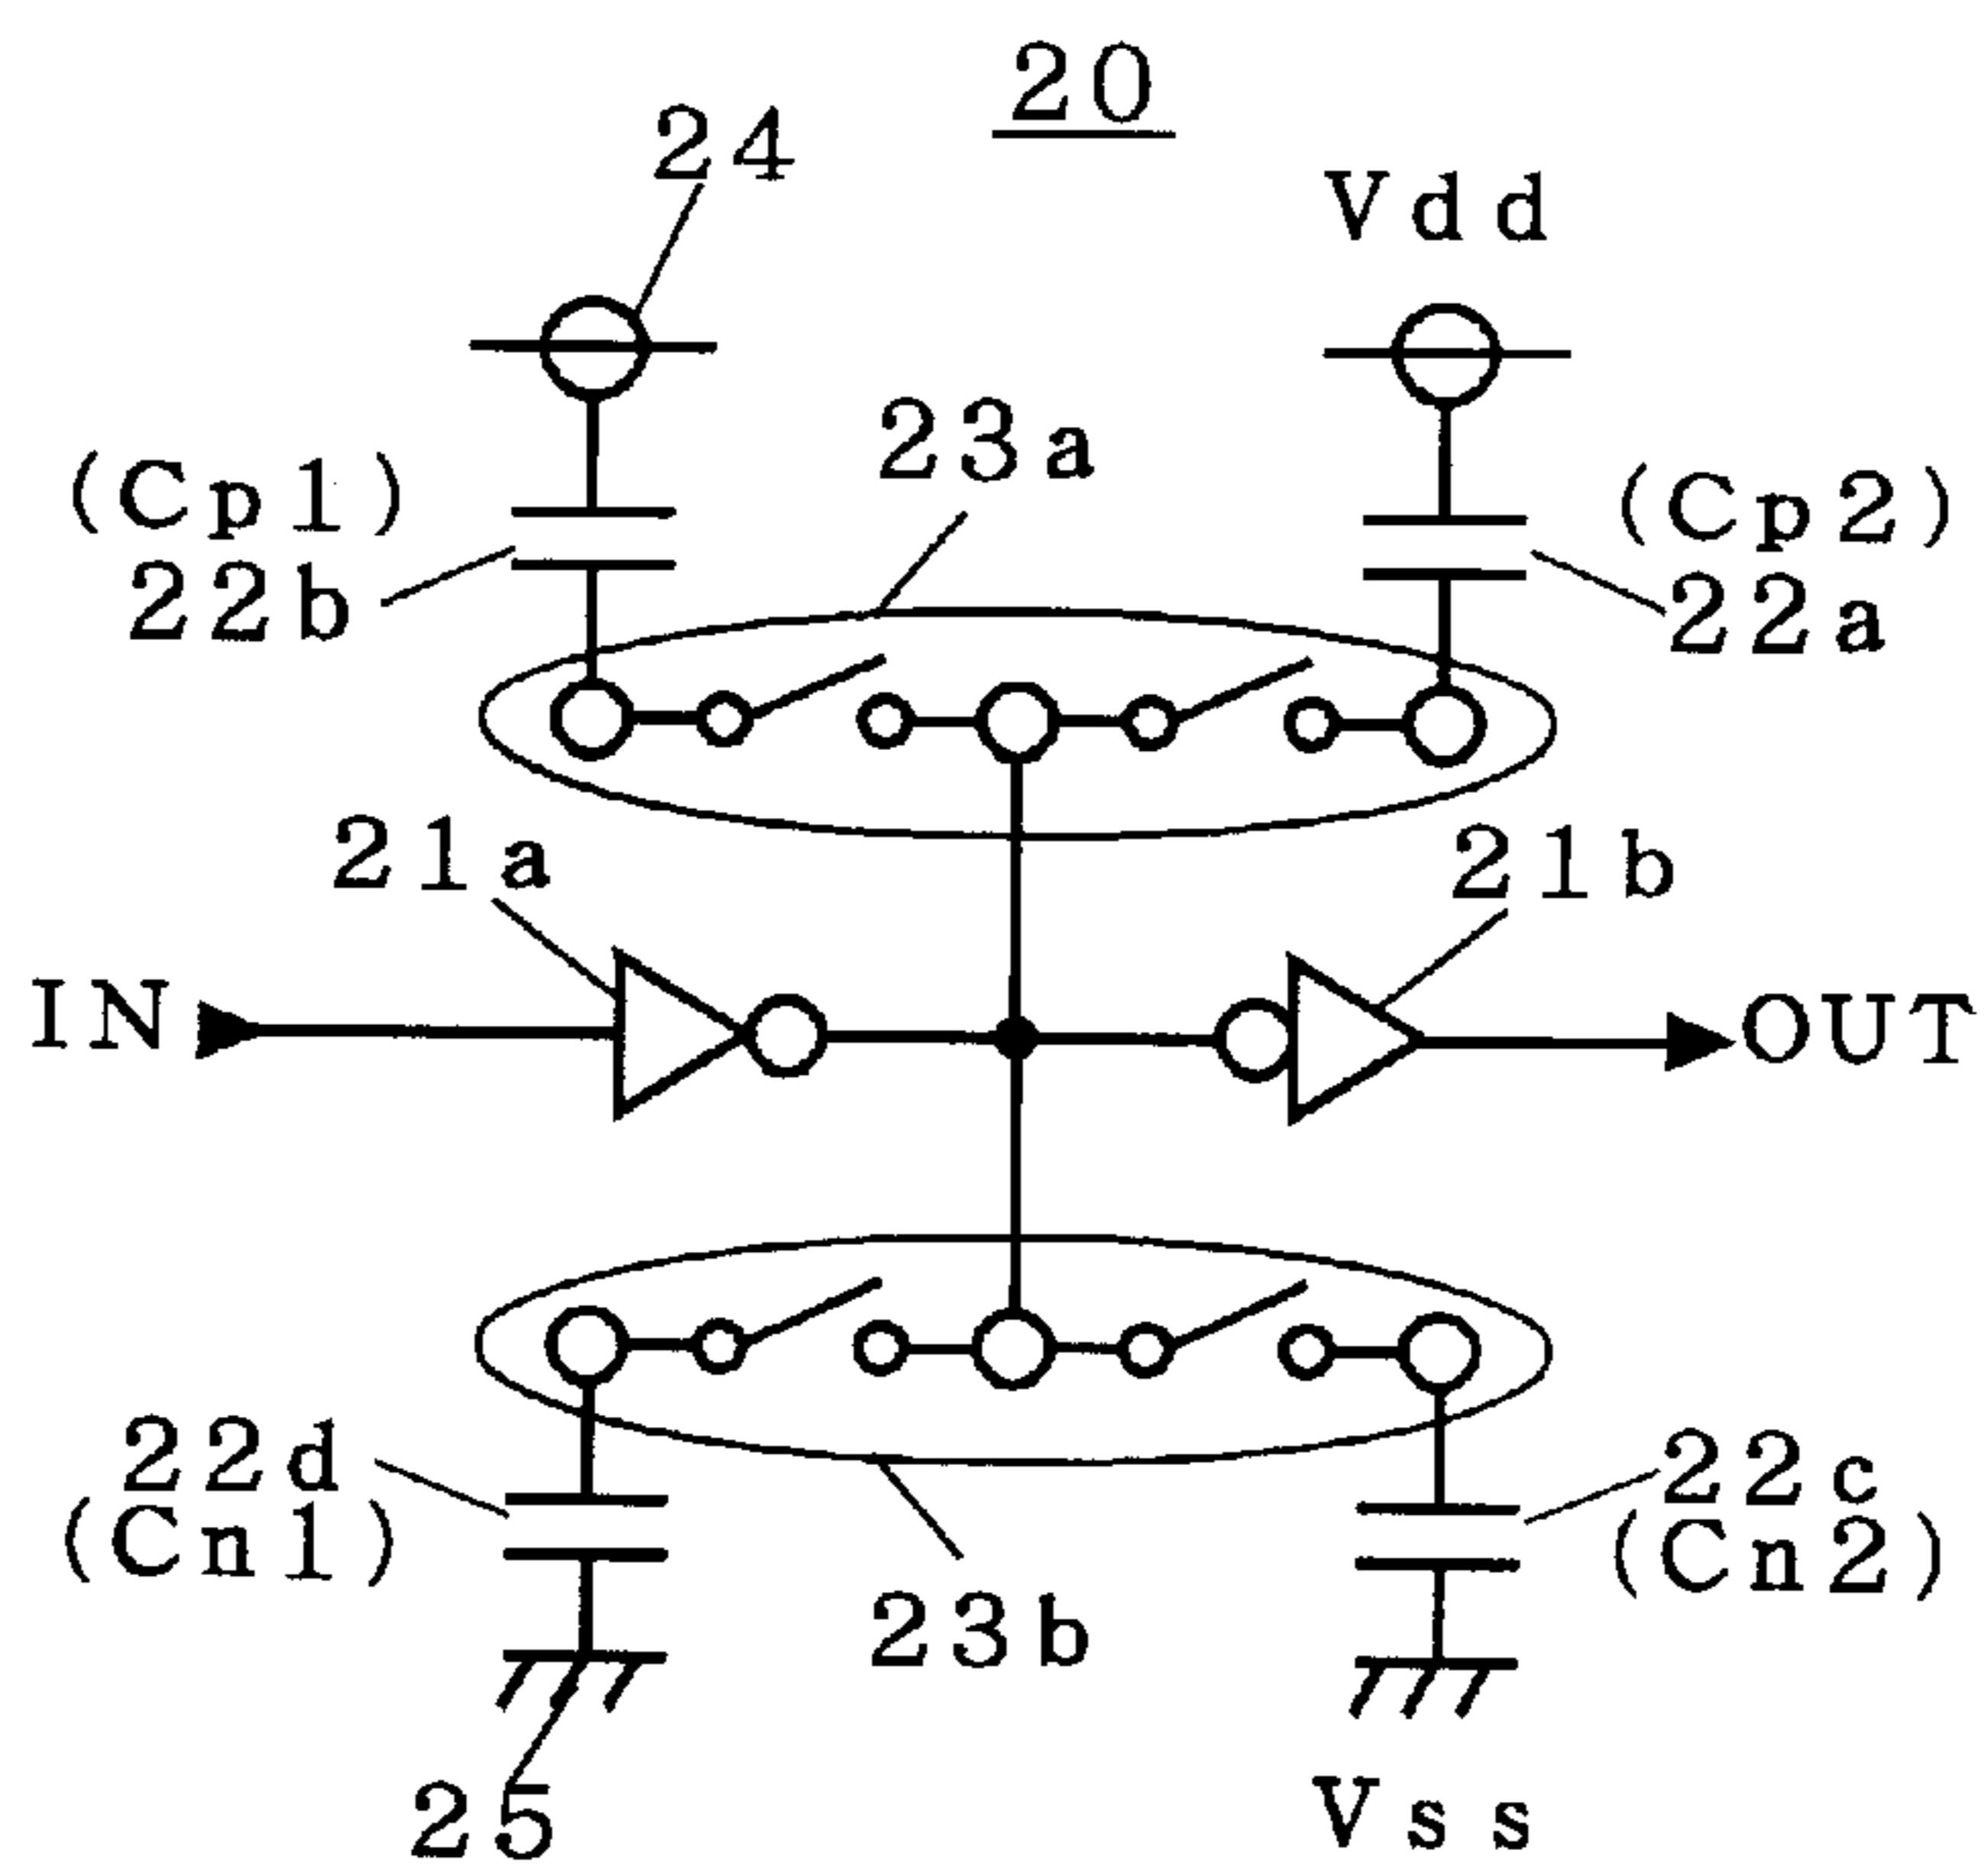 20
24
Vdd
23a
(Cp1)
22b
(Cp2)
22a
21a
21b
IN
OUT
22d
(Cn1)
22c
(Cn2)
23b
25
Vss